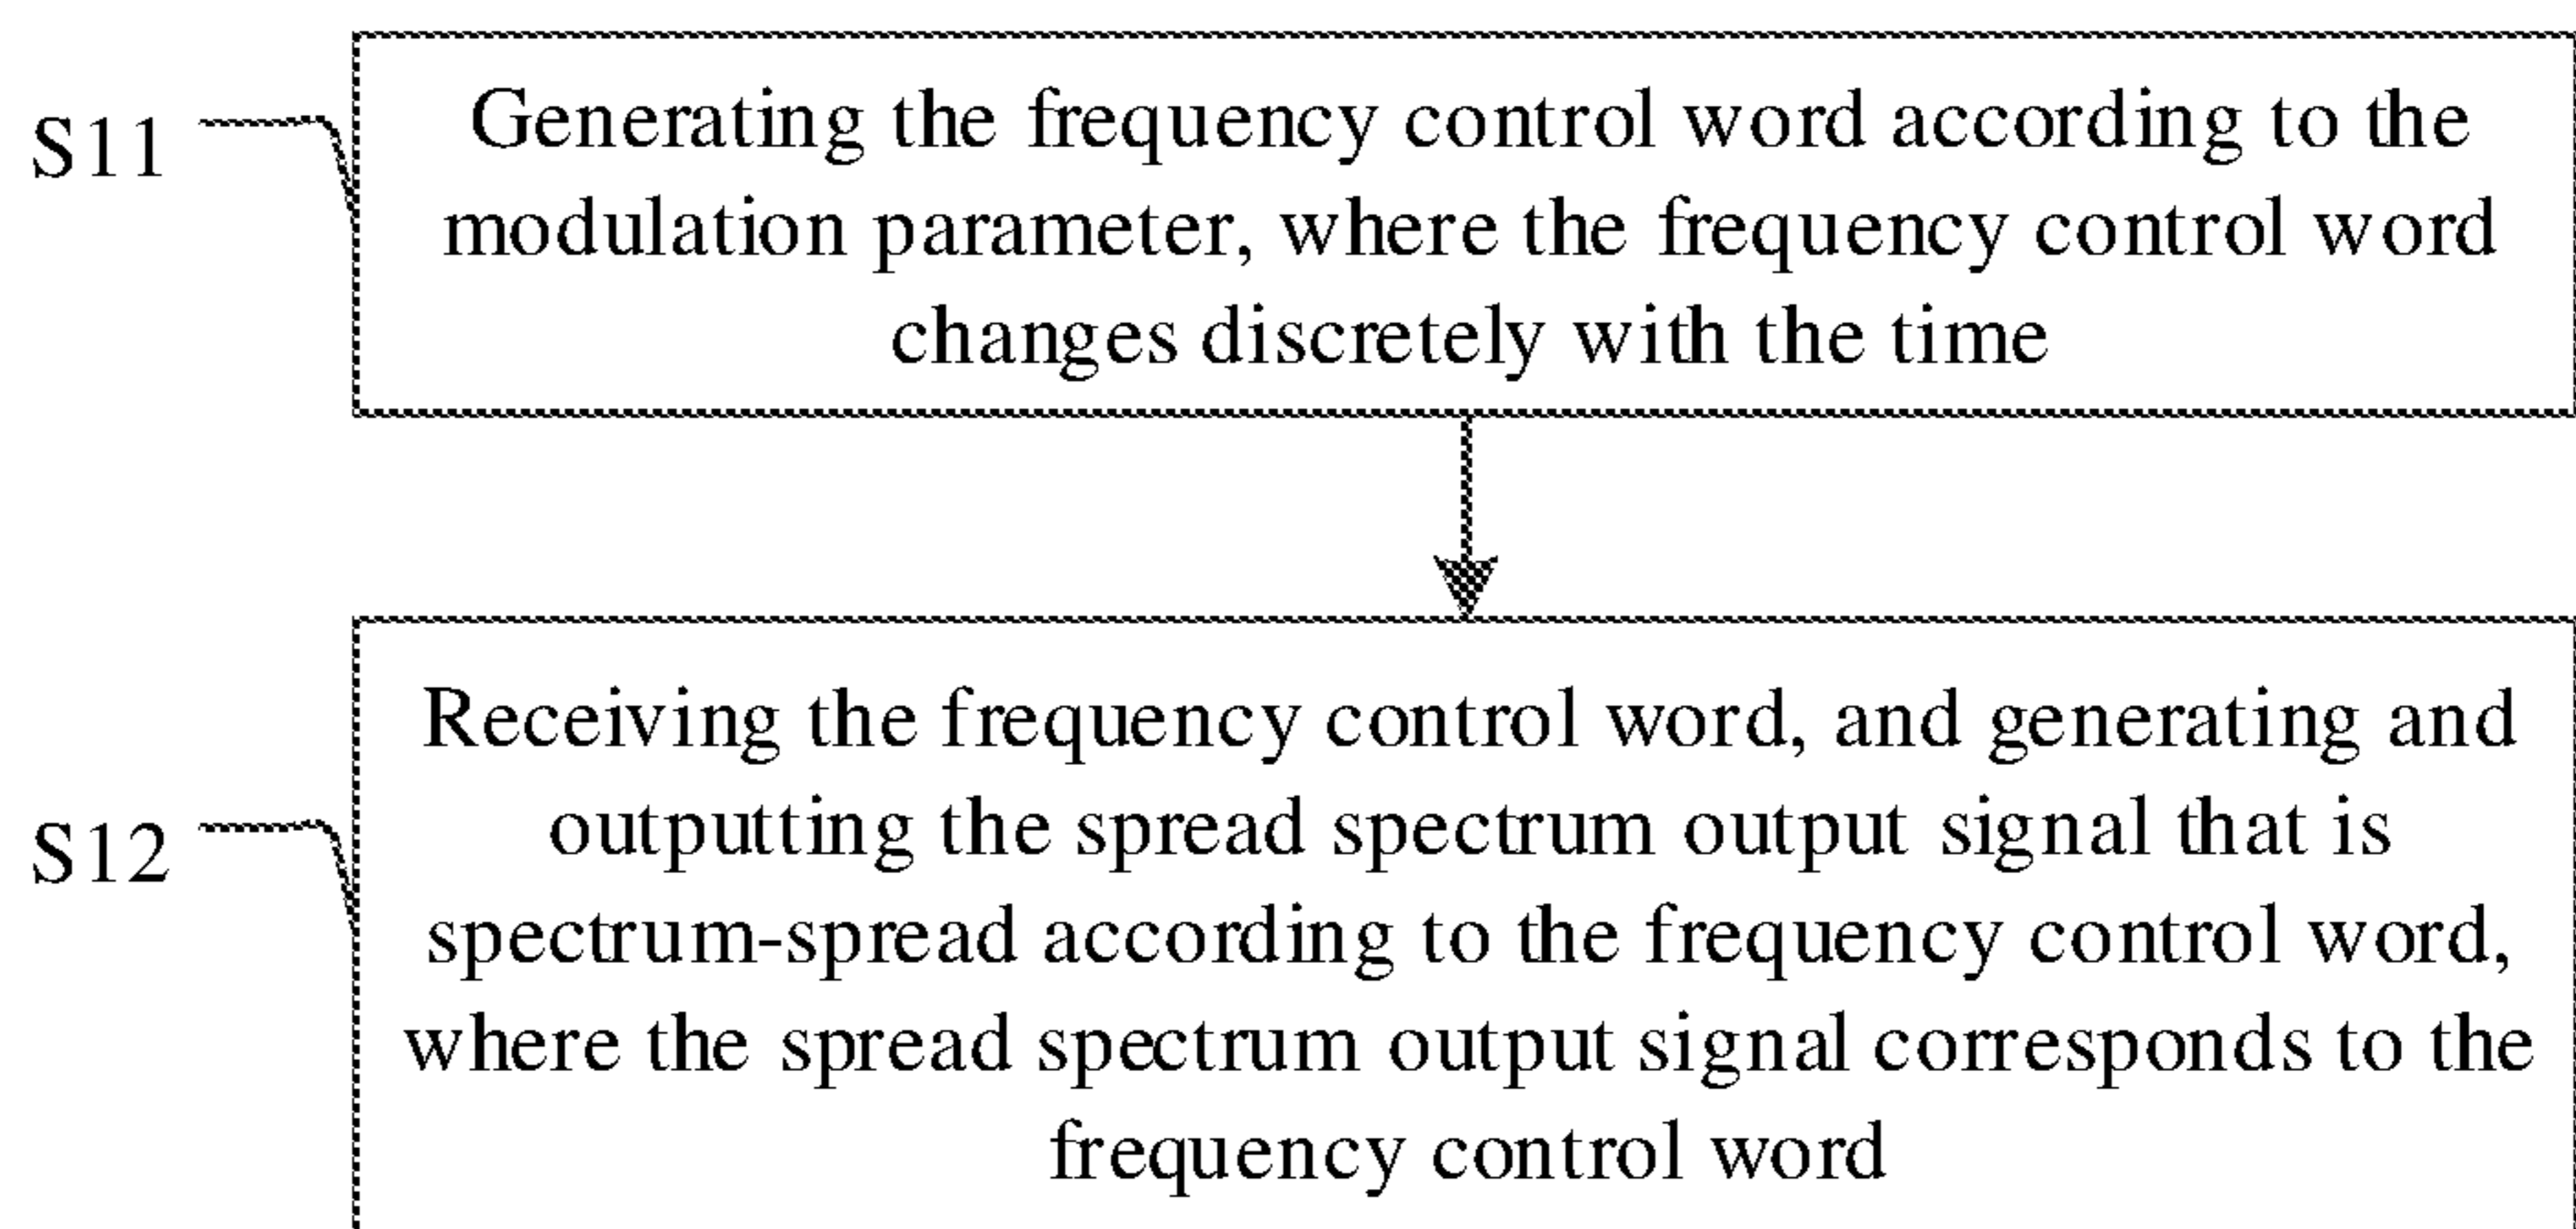 S11
Generating the frequency control word according to the
modulation parameter, where the frequency control word
changes discretely with the time
S12
Receiving the frequency control word, and generating and
outputting the spread spectrum output signal that is
spectrum-spread according to the frequency control word,
where the spread spectrum output signal corresponds to the
frequency control word